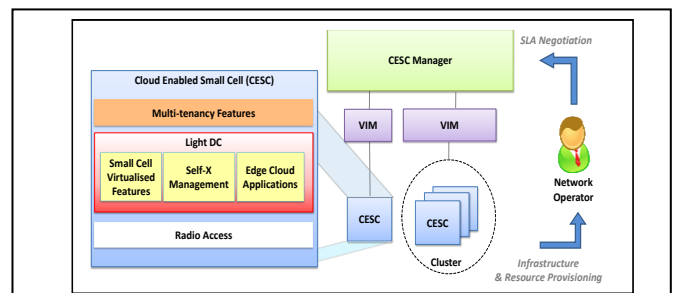 SLA Negotiation
CESC Manager
Cloud Enabled Small Cell (CESC)
Multi-tenancy Features
VIM
VIM
Light DC
Small Cell
Virtualised
Features
Self-X
Management
Edge Cloud
Applications
Network
Operator
CESC
CESC
Radio Access
Cluster
Infrastructure
& Resource Provisioning